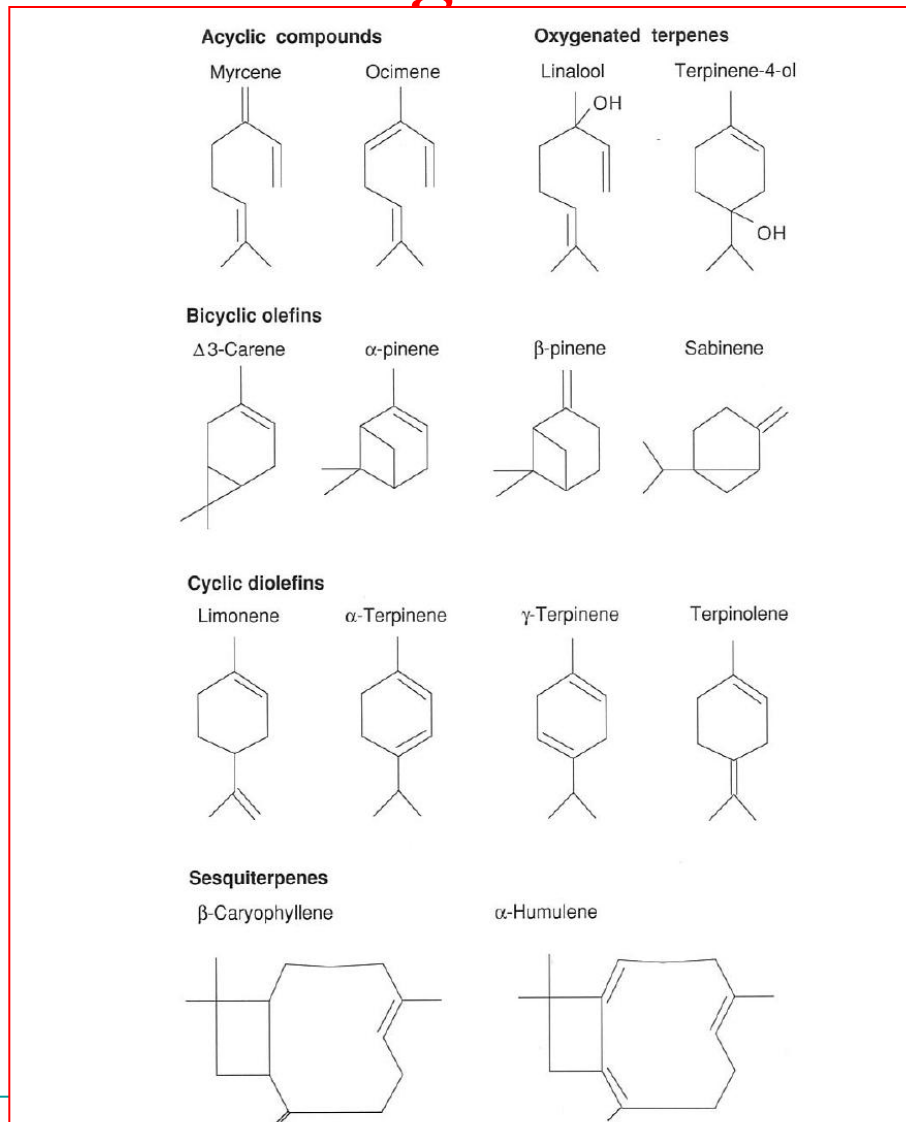 Acyclic compounds Oxygenated terpenes
Myrcene Ocimene Linalool Terpinene-4-ol
OH
OH
Bicyclic olefins
Δ3-Carene α-pinene β-pinene Sabinene
Cyclic diolefins
Limonene α-Terpinene γ-Terpinene Terpinolene
Sesquiterpenes
β-Caryophyllene α-Humulene